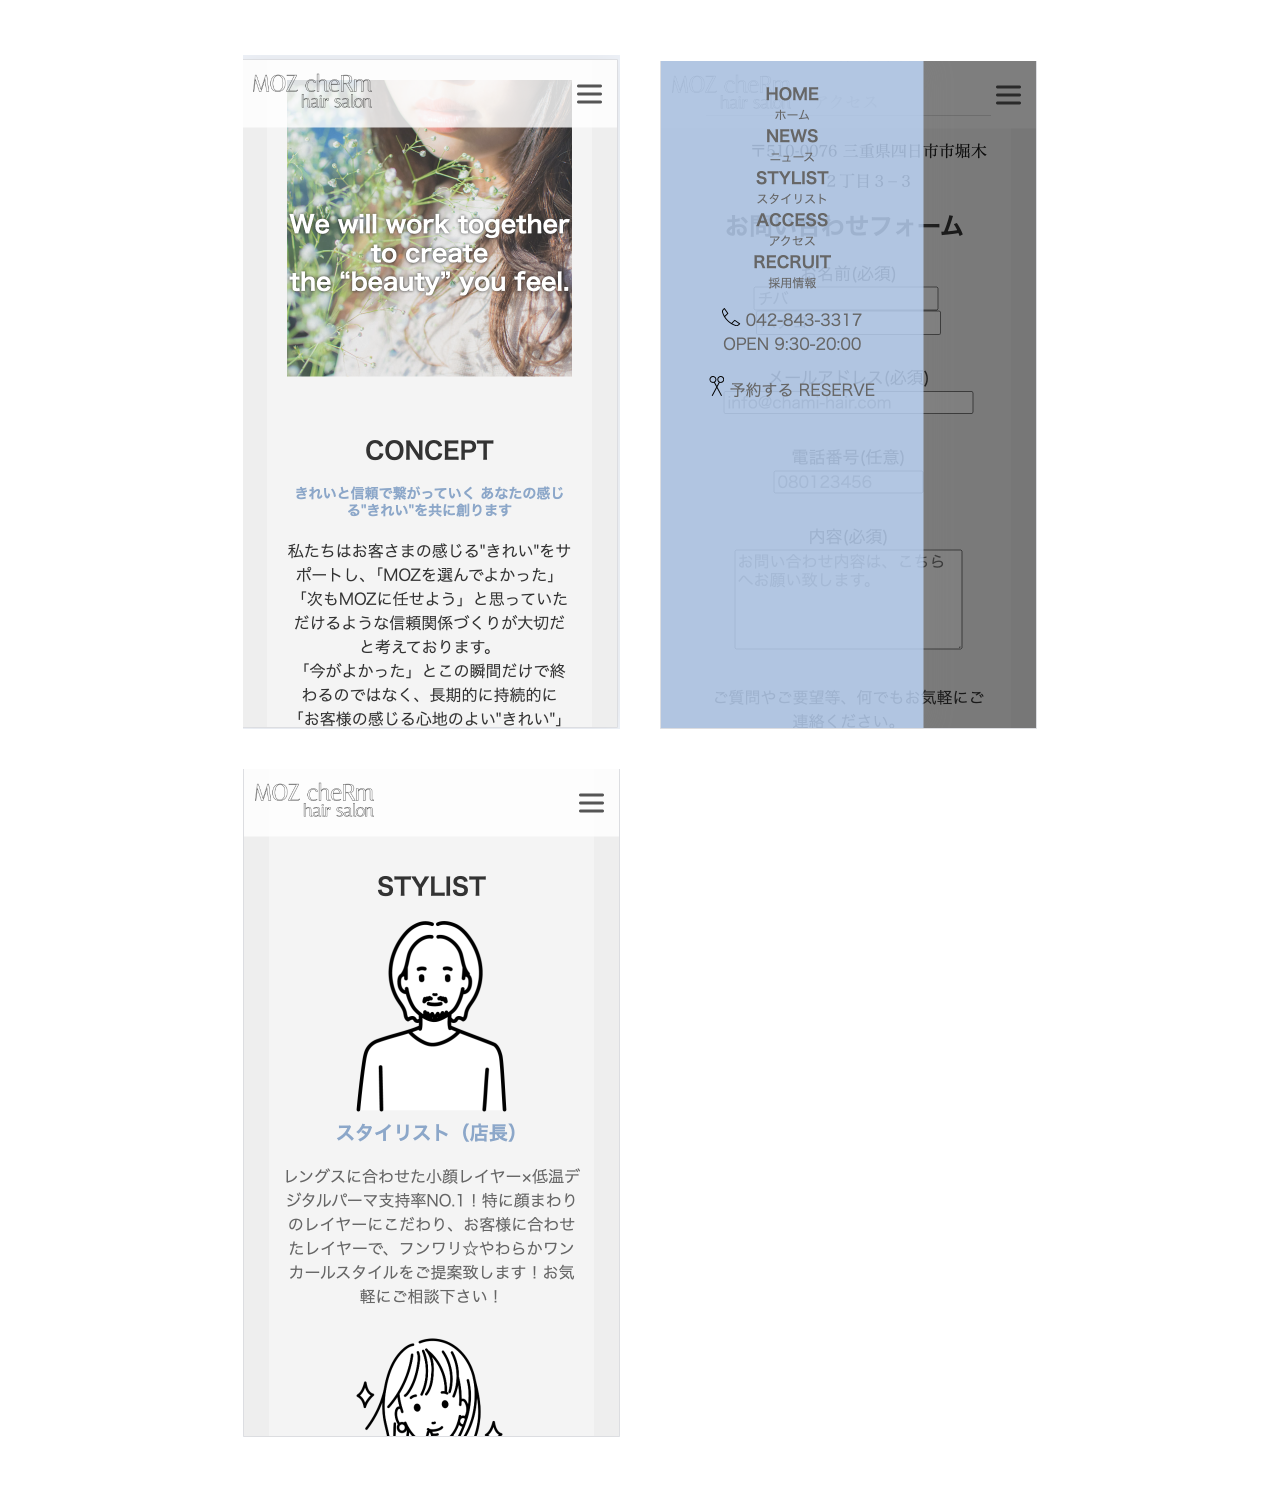 MOZ cheRm
hair salon
We will work together
to create
the “beauty” you feel.
CONCEPT
きれいと信頼で繋がっていく あなたの感じ
る"きれい"を共に創ります
私たちはお客さまの感じる"きれい"をサ
ポートし、「MOZを選んでよかった」
「次もMOZに任せよう」と思っていた
だけるような信頼関係づくりが大切だ
と考えております。
「今がよかった」とこの瞬間だけで終
わるのではなく、長期的に持続的に
「お客様の感じる心地のよい"きれい"」
MOZ cheRm
hair salon
HOME
ホーム
NEWS
ニュース
STYLIST
スタイリスト
ACCESS
アクセス
RECRUIT
採用情報
042-843-3317
OPEN 9:30-20:00
予約する RESERVE
〒510-0076 三重県四日市市堀木
2丁目3−3
お問い合わせフォーム
お名前(必須)
チバ
メールアドレス(必須)
info@chami-hair.com
電話番号(任意)
080123456
内容(必須)
お問い合わせ内容は、こちら
へお願い致します。
ご質問やご要望等、何でもお気軽にご
連絡ください。
MOZ cheRm
hair salon
STYLIST
スタイリスト（店長）
レングスに合わせた小顔レイヤー×低温デ
ジタルパーマ支持率NO.1！特に顔まわり
のレイヤーにこだわり、お客様に合わせ
たレイヤーで、フンワリ☆やわらかワン
カールスタイルをご提案致します！お気
軽にご相談下さい！